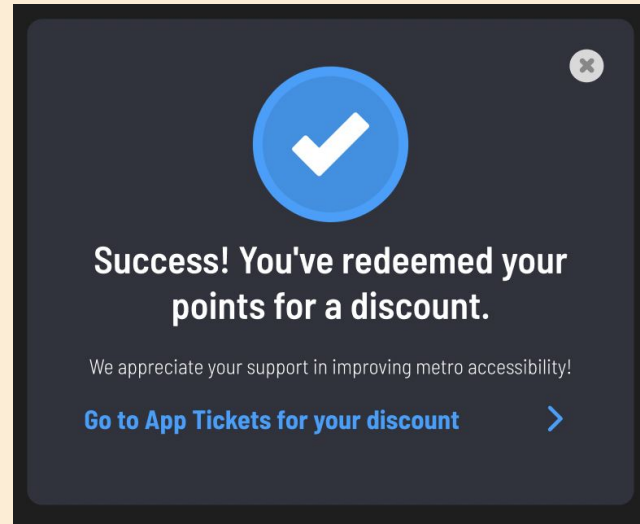 Success! You've redeemed your
points for a discount.
We appreciate your support in improving metro accessibility!
Go to App Tickets for your discount